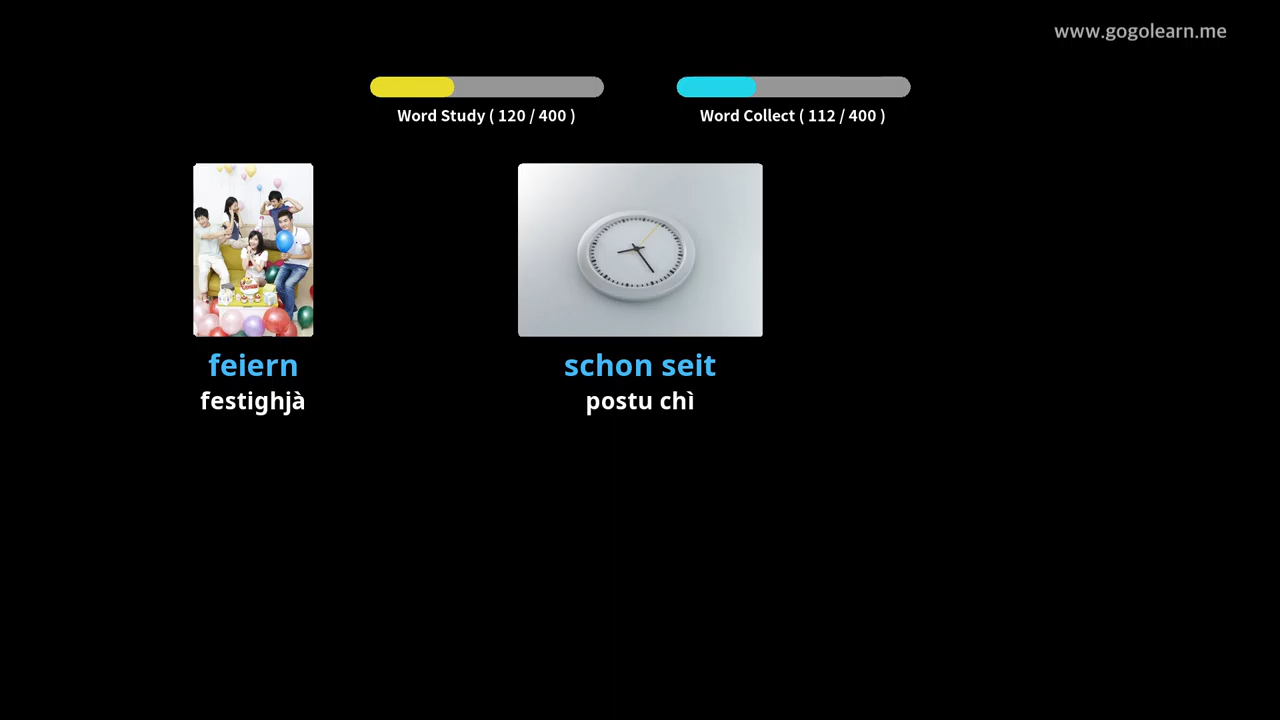 www.gogolearn.me
Word Study ( 120 / 400 )
Word Collect ( 112 / 400 )
feiern
festighjà
schon seit
postu chì